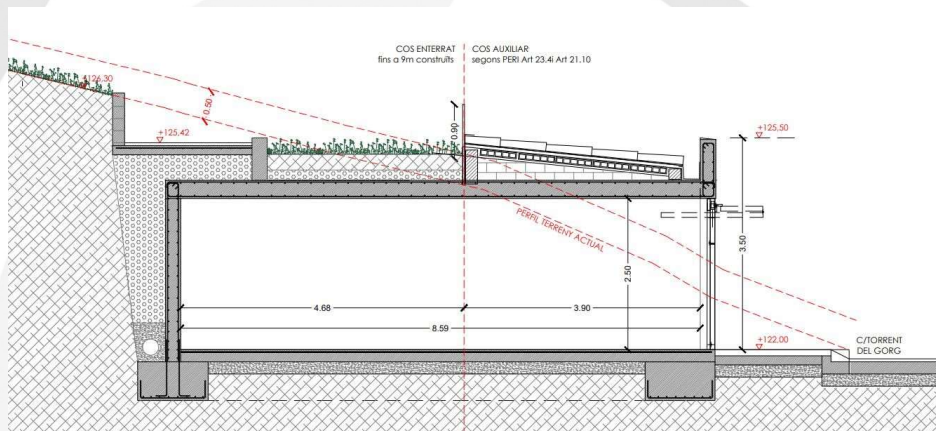 COS ENTERRAT
fins a 9m construïts
COS AUXILIAR
segons PERI Art 23.4i Art 21.10
+126.30
0.50
+125.42
0.90
+125.50
PERFIL TERRENY ACTUAL
2.50
3.50
4.68
3.90
8.59
+122.00
C/TORRENT
DEL GORG